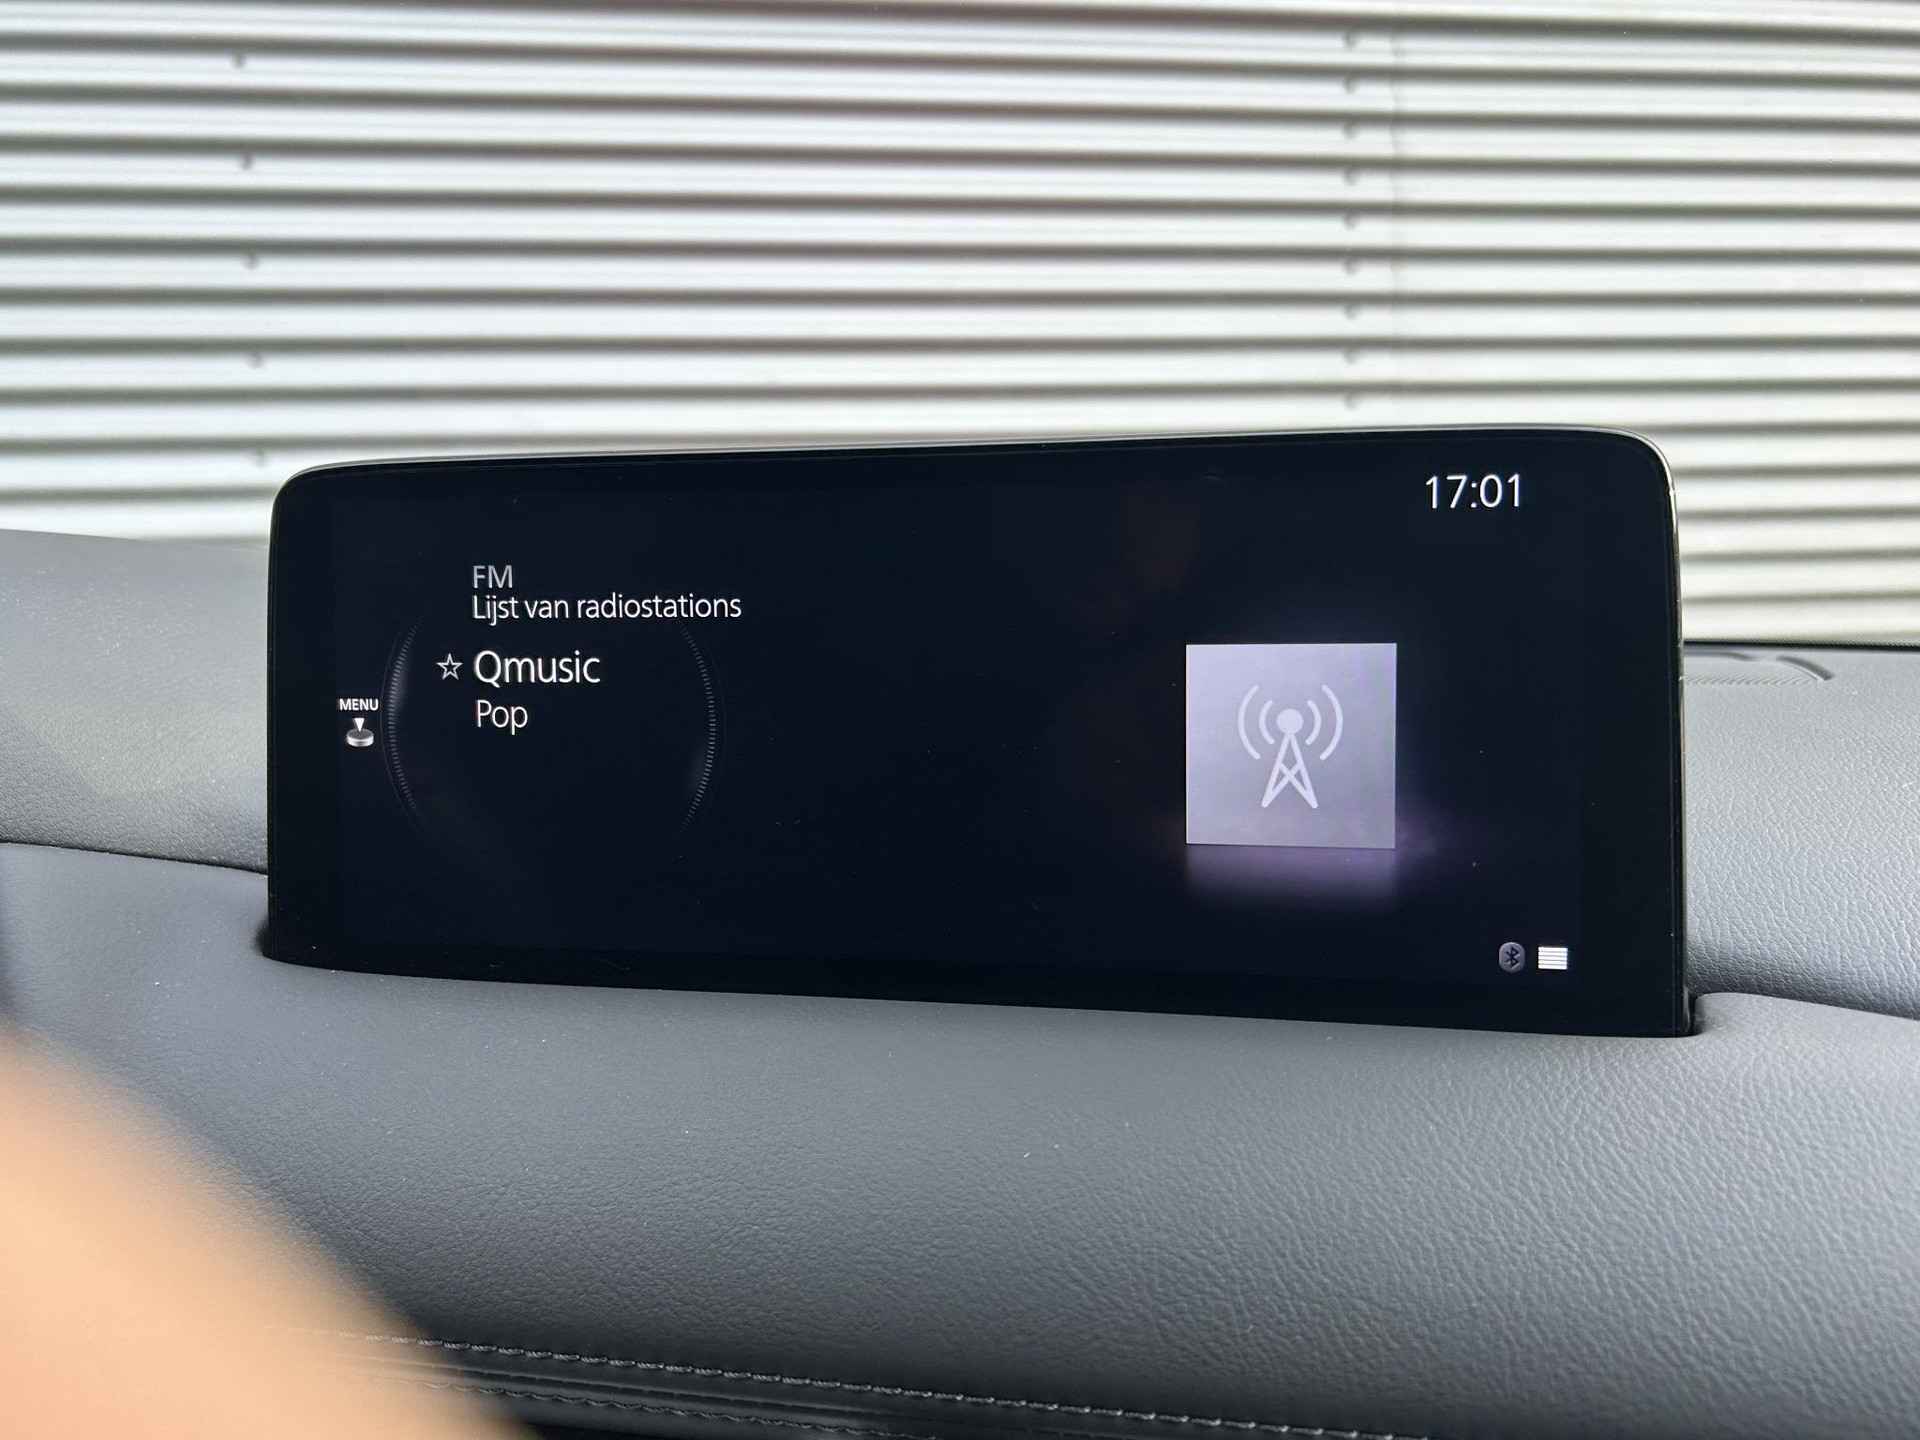 17:01
FM
Lijst van radiostations
☆ Qmusic
Pop
MENU